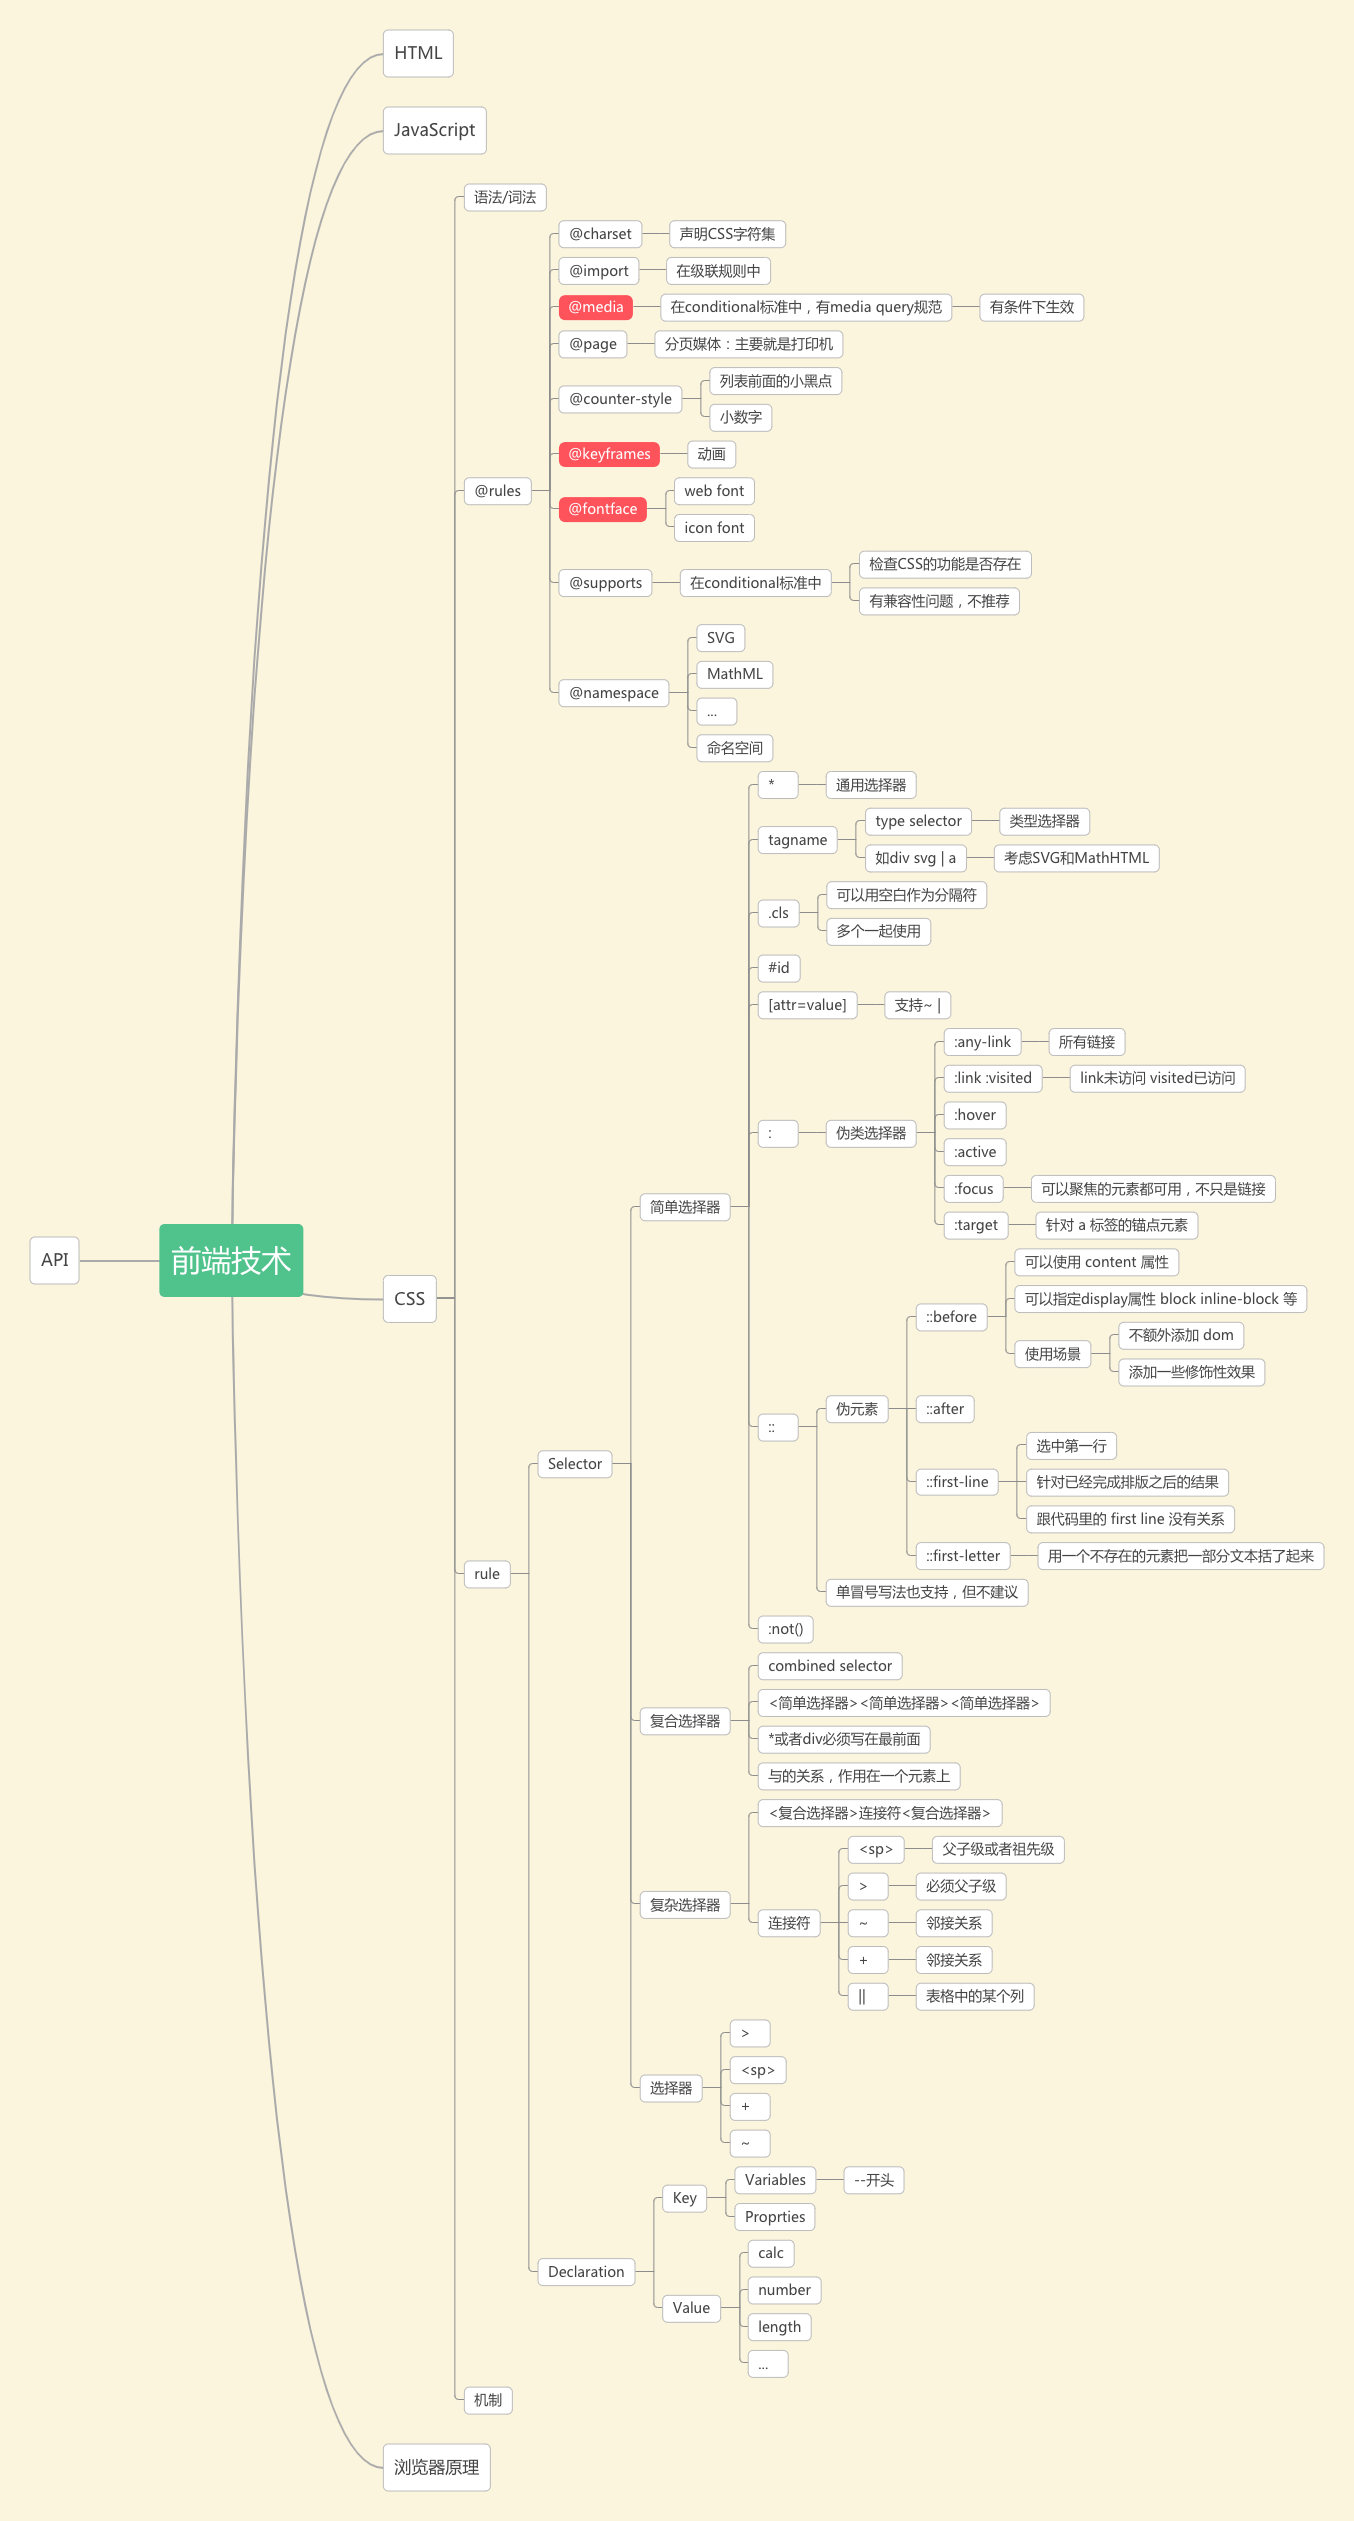 HTML
JavaScript
语法/词法
@charset
声明CSS字符集
@import
在级联规则中
@media
在conditional标准中，有media query规范
有条件下生效
@page
分页媒体：主要就是打印机
列表前面的小黑点
@counter-style
小数字
@keyframes
动画
@rules
web font
@fontface
icon font
检查CSS的功能是否存在
@supports
在conditional标准中
有兼容性问题，不推荐
SVG
MathML
@namespace
...
命名空间
*
通用选择器
type selector
类型选择器
tagname
如div svg | a
考虑SVG和MathHTML
可以用空白作为分隔符
.cls
多个一起使用
#id
[attr=value]
支持~ |
:any-link
所有链接
:link :visited
link未访问 visited已访问
:hover
:
伪类选择器
:active
:focus
可以聚焦的元素都可用，不只是链接
简单选择器
:target
针对 a 标签的锚点元素
API
前端技术
可以使用 content 属性
CSS
可以指定display属性 block inline-block 等
::before
不额外添加 dom
使用场景
添加一些修饰性效果
伪元素
::after
::
选中第一行
Selector
::first-line
针对已经完成排版之后的结果
跟代码里的 first line 没有关系
::first-letter
用一个不存在的元素把一部分文本括了起来
rule
单冒号写法也支持，但不建议
:not()
combined selector
<简单选择器><简单选择器><简单选择器>
复合选择器
*或者div必须写在最前面
与的关系，作用在一个元素上
<复合选择器>连接符<复合选择器>
<sp>
父子级或者祖先级
>
必须父子级
复杂选择器
连接符
~
邻接关系
+
邻接关系
||
表格中的某个列
>
<sp>
选择器
+
~
Variables
--开头
Key
Proprties
calc
Declaration
number
Value
length
...
机制
浏览器原理